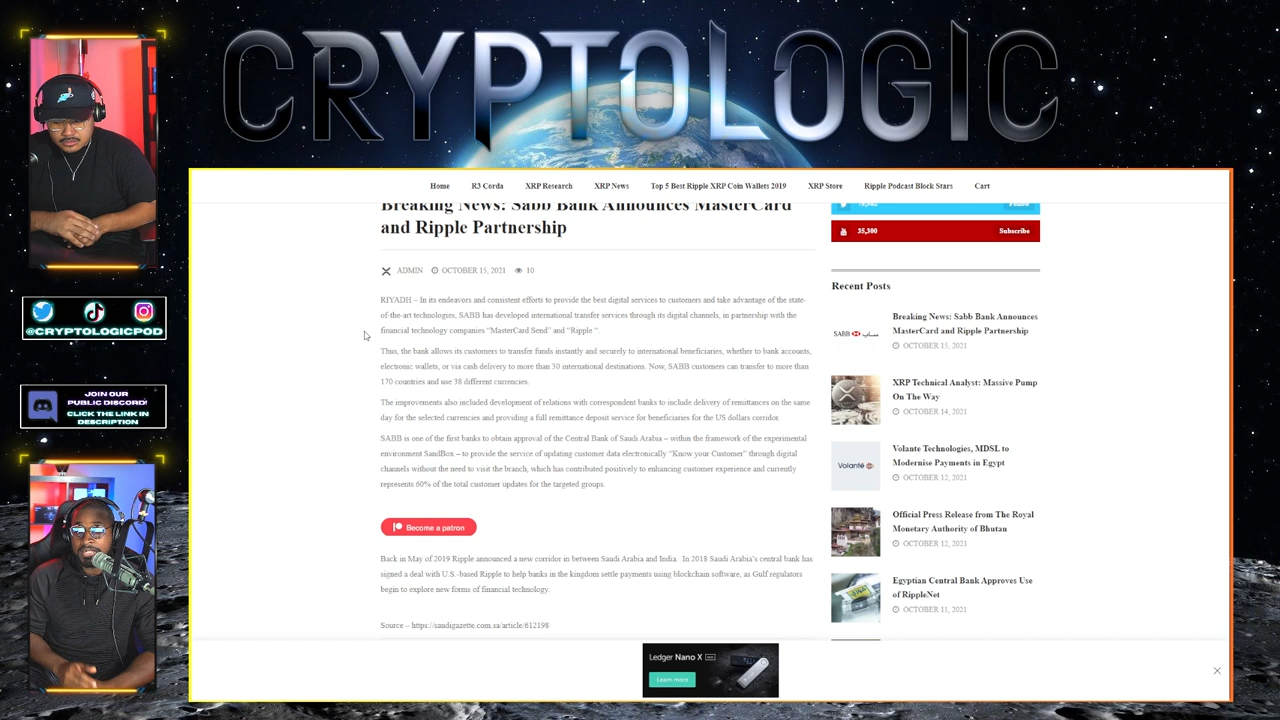 CRYPTOLOGIC
Home R3 Corda XRP Research XRP News Top 5 Best Ripple XRP Coin Wallets 2019 XRP Store Ripple Podcast Block Stars Cart
Breaking News: Sabb Bank Announces MasterCard
and Ripple Partnership
ADMIN OCTOBER 15, 2021 10
RIYADH – In its endeavors and consistent efforts to provide the best digital services to customers and take advantage of the state-
of-the-art technologies, SABB has developed international transfer services through its digital channels, in partnership with the
financial technology companies “MasterCard Send” and “Ripple “.
Thus, the bank allows its customers to transfer funds instantly and securely to international beneficiaries, whether to bank accounts,
electronic wallets, or via cash delivery to more than 30 international destinations. Now, SABB customers can transfer to more than
170 countries and use 38 different currencies.
The improvements also included development of relations with correspondent banks to include delivery of remittances on the same
day for the selected currencies and providing a full remittance deposit service for beneficiaries for the US dollars corridor.
SABB is one of the first banks to obtain approval of the Central Bank of Saudi Arabia – within the framework of the experimental
environment SandBox – to provide the service of updating customer data electronically “Know your Customer” through digital
channels without the need to visit the branch, which has contributed positively to enhancing customer experience and currently
represents 60% of the total customer updates for the targeted groups.
Become a patron
Back in May of 2019 Ripple announced a new corridor in between Saudi Arabia and India. In 2018 Saudi Arabia’s central bank has
signed a deal with U.S.-based Ripple to help banks in the kingdom settle payments using blockchain software, as Gulf regulators
begin to explore new forms of financial technology.
Source – https://saudigazette.com.sa/article/612198
Follow
35,300 Subscribe
Recent Posts
SABB ساب
Breaking News: Sabb Bank Announces
MasterCard and Ripple Partnership
OCTOBER 15, 2021
XRP Technical Analyst: Massive Pump
On The Way
OCTOBER 14, 2021
Volante
Volante Technologies, MDSL to
Modernise Payments in Egypt
OCTOBER 12, 2021
Official Press Release from The Royal
Monetary Authority of Bhutan
OCTOBER 12, 2021
Egyptian Central Bank Approves Use
of RippleNet
OCTOBER 11, 2021
Ledger Nano X
Learn more
@CRYPTOLOGICPOD
JOIN OUR
PUBLIC DISCORD!
CLICK THE LINK IN
DESCRIPTION